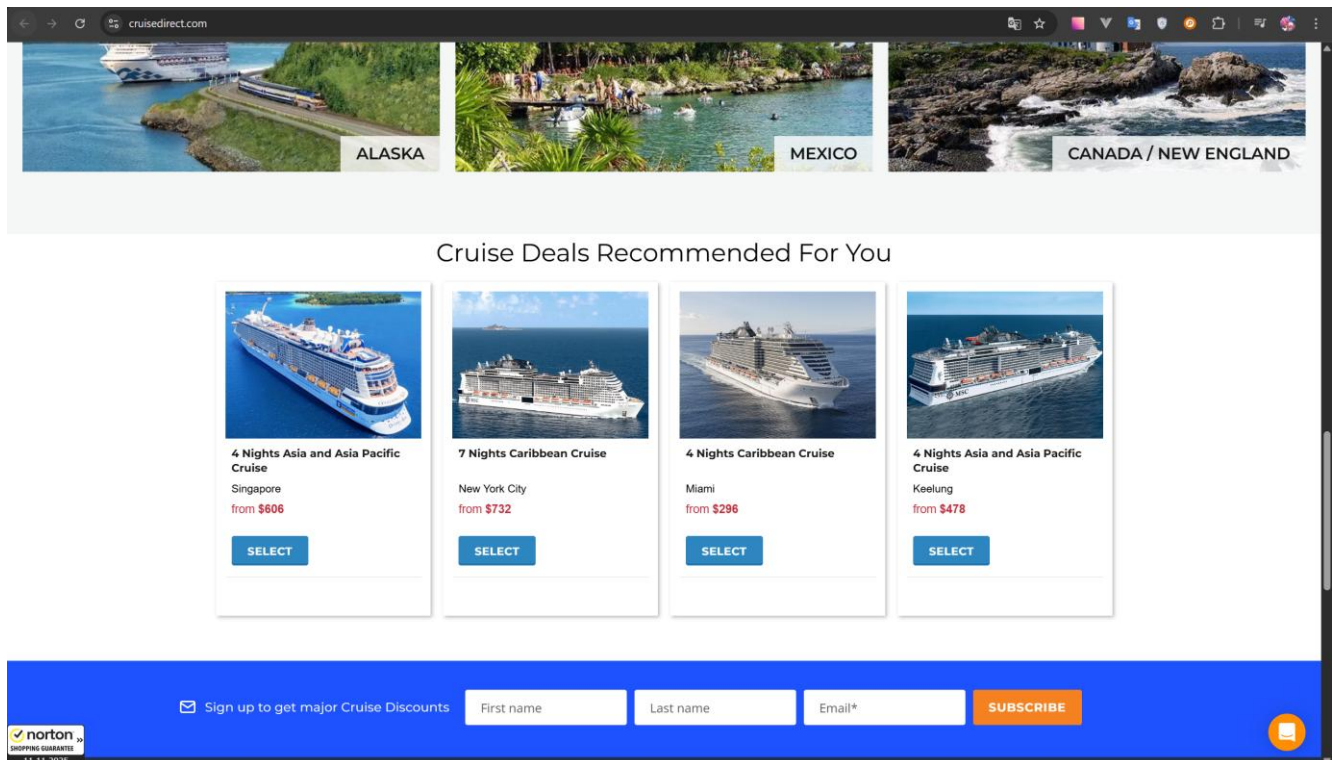 cruisedirect.com
ALASKA
MEXICO
CANADA / NEW ENGLAND
Cruise Deals Recommended For You
4 Nights Asia and Asia Pacific
Cruise
Singapore
from $606
SELECT
7 Nights Caribbean Cruise
New York City
from $732
SELECT
4 Nights Caribbean Cruise
Miami
from $296
SELECT
4 Nights Asia and Asia Pacific
Cruise
Keelung
from $478
SELECT
MSC
Sign up to get major Cruise Discounts
First name
Last name
Email*
SUBSCRIBE
norton
SHOPPING GUARANTEE